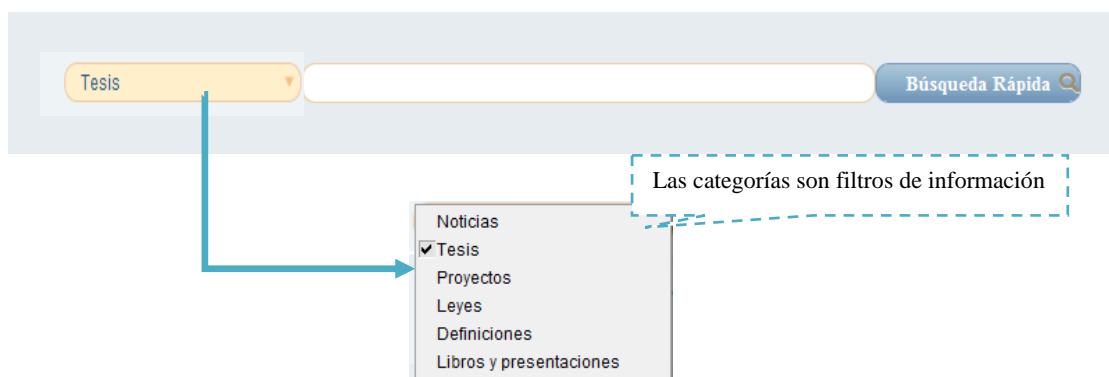 Tesis
Búsqueda Rápida
Las categorías son filtros de información
Noticias
Tesis
Proyectos
Leyes
Definiciones
Libros y presentaciones